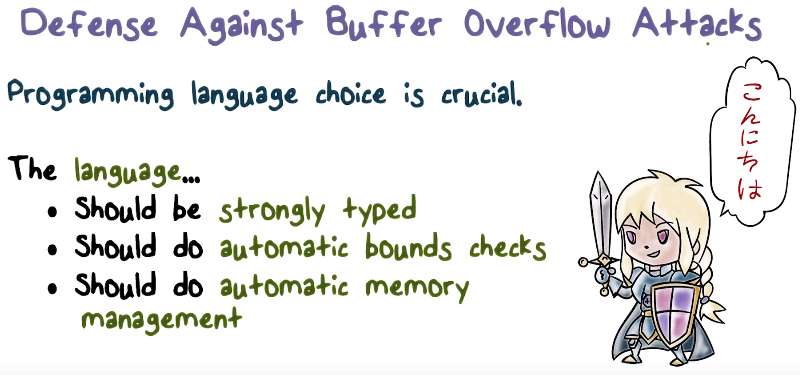 Defense Against Buffer Overflow Attacks
Programming language choice is crucial.
The language...
• Should be strongly typed
• Should do automatic bounds checks
• Should do automatic memory
management
こんにちは